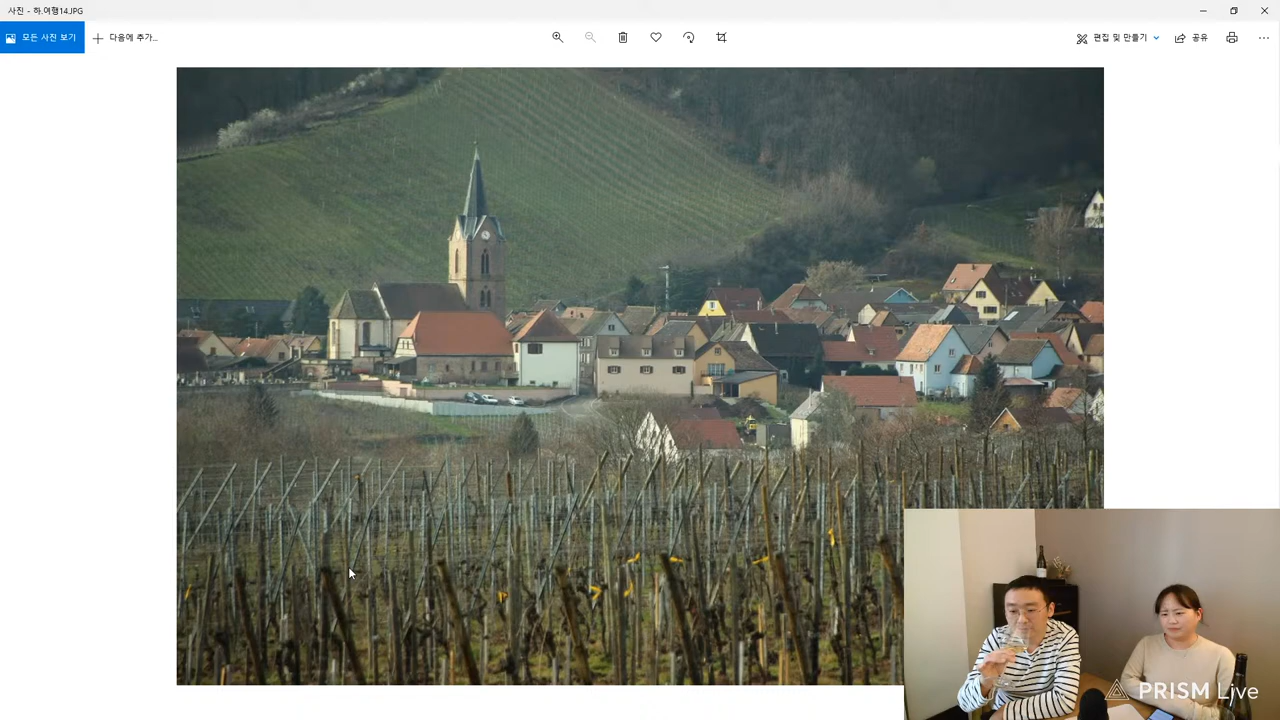 사진 - 하.여행14.JPG
모든 사진 보기
다음에 추가...
편집 및 만들기
공유
PRISM Live